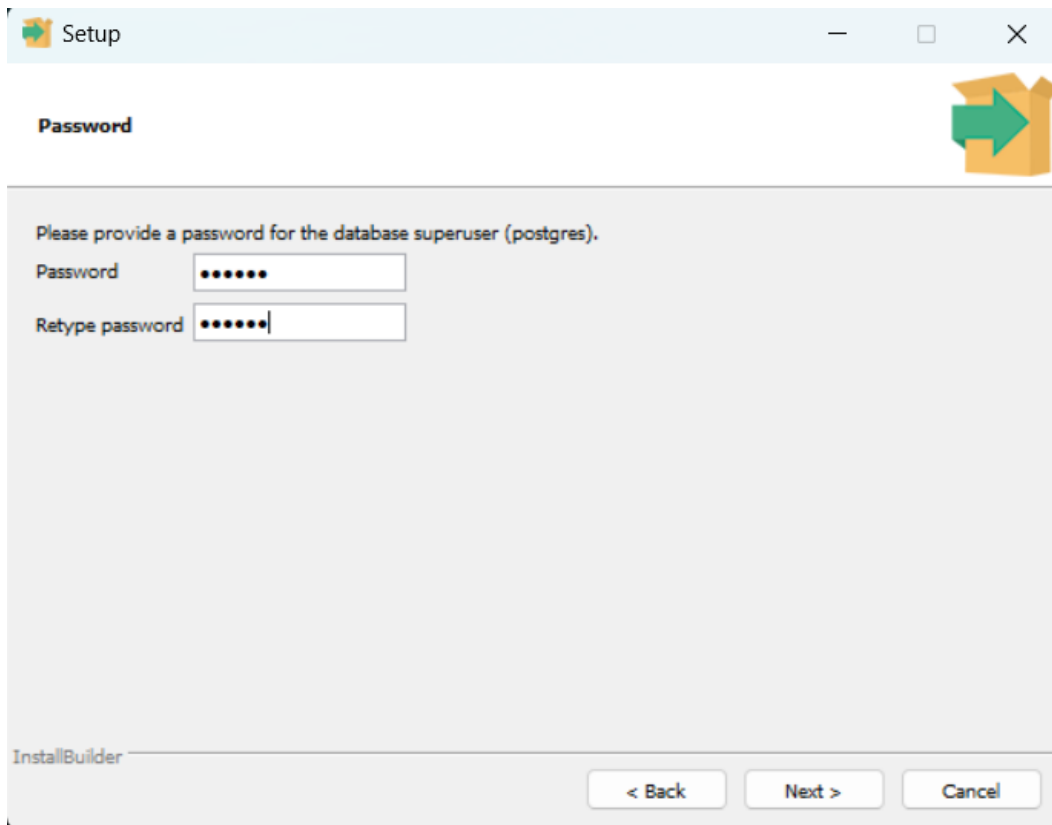 Setup
Password
Please provide a password for the database superuser (postgres).
Password ••••••
Retype password ••••••
InstallBuilder
< Back Next > Cancel